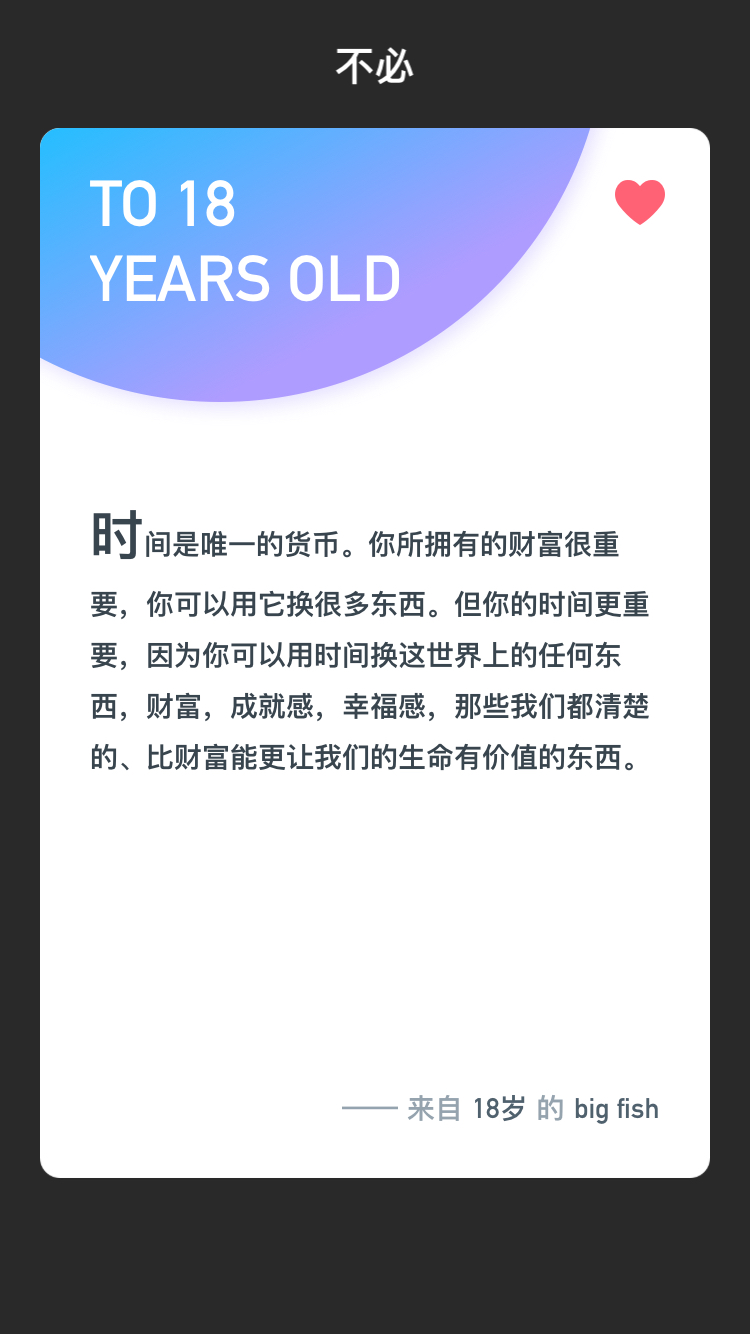 不必
TO 18
YEARS OLD
时间是唯一的货币。你所拥有的财富很重
要，你可以用它换很多东西。但你的时间更重
要，因为你可以用时间换这世界上的任何东
西，财富，成就感，幸福感，那些我们都清楚
的、比财富能更让我们的生命有价值的东西。
—— 来自 18岁 的 big fish